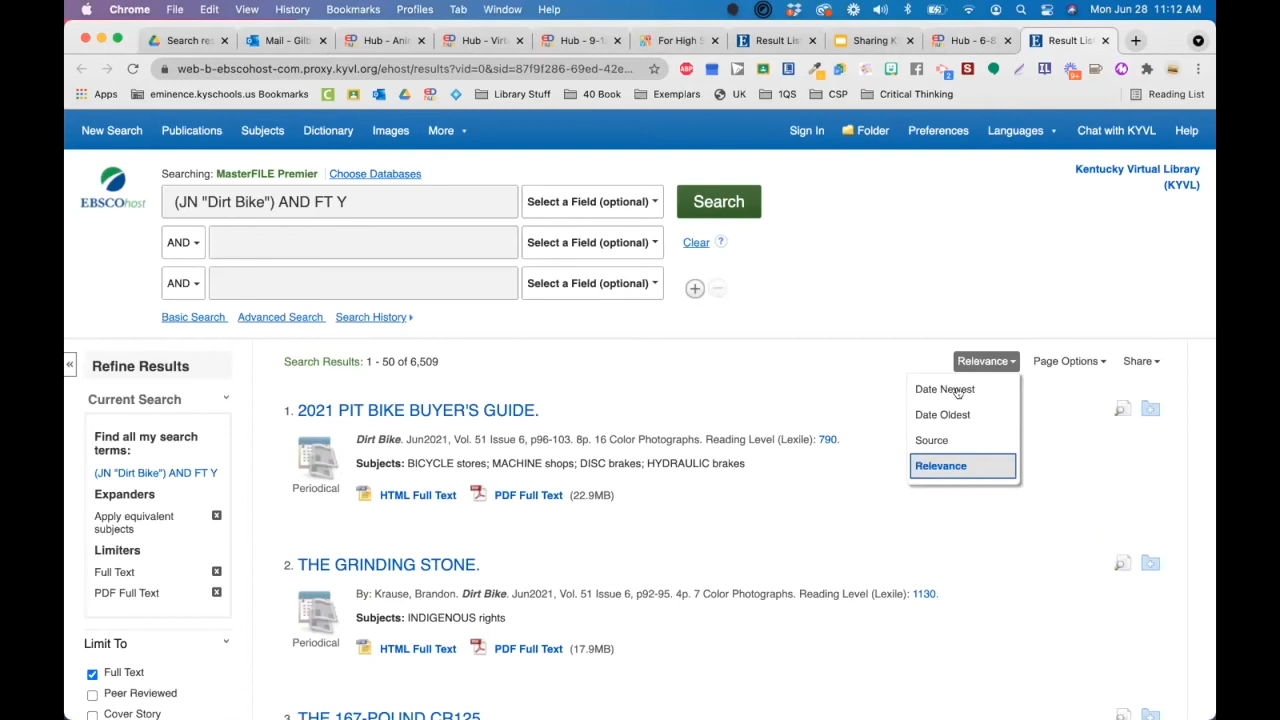 Chrome File Edit View History Bookmarks Profiles Tab Window Help Mon Jun 28 11:12 AM
Search res Mail - Gilb Hub - Ani Hub - Vir Hub - 9-1 For High S Result Lis Sharing K Hub - 6-8 Result Lis
web-b-ebscohost-com.proxy.kyvl.org/ehost/results?vid=0&sid=87f9f286-69ed-42e...
Apps eminence.kyschools.us Bookmarks Library Stuff 40 Book Exemplars UK 1QS CSP Critical Thinking Reading List
New Search Publications Subjects Dictionary Images More Sign In Folder Preferences Languages Chat with KYVL Help
Searching: MasterFILE Premier Choose Databases
Kentucky Virtual Library
(KYVL)
EBSCOhost
(JN "Dirt Bike") AND FT Y Select a Field (optional) Search
AND Select a Field (optional) Clear ?
AND Select a Field (optional)
Basic Search Advanced Search Search History
« Refine Results
Current Search
Find all my search
terms:
(JN "Dirt Bike") AND FT Y
Expanders
Apply equivalent
subjects
Limiters
Full Text
PDF Full Text
Limit To
Full Text
Peer Reviewed
Cover Story
Search Results: 1 - 50 of 6,509 Relevance Page Options Share
Date Newest
Date Oldest
Source
Relevance
1. 2021 PIT BIKE BUYER'S GUIDE.
Dirt Bike. Jun2021, Vol. 51 Issue 6, p96-103. 8p. 16 Color Photographs. Reading Level (Lexile): 790.
Subjects: BICYCLE stores; MACHINE shops; DISC brakes; HYDRAULIC brakes
Periodical
HTML Full Text PDF Full Text (22.9MB)
2. THE GRINDING STONE.
By: Krause, Brandon. Dirt Bike. Jun2021, Vol. 51 Issue 6, p92-95. 4p. 7 Color Photographs. Reading Level (Lexile): 1130.
Subjects: INDIGENOUS rights
Periodical
HTML Full Text PDF Full Text (17.9MB)
3. THE 167-POUND CR125